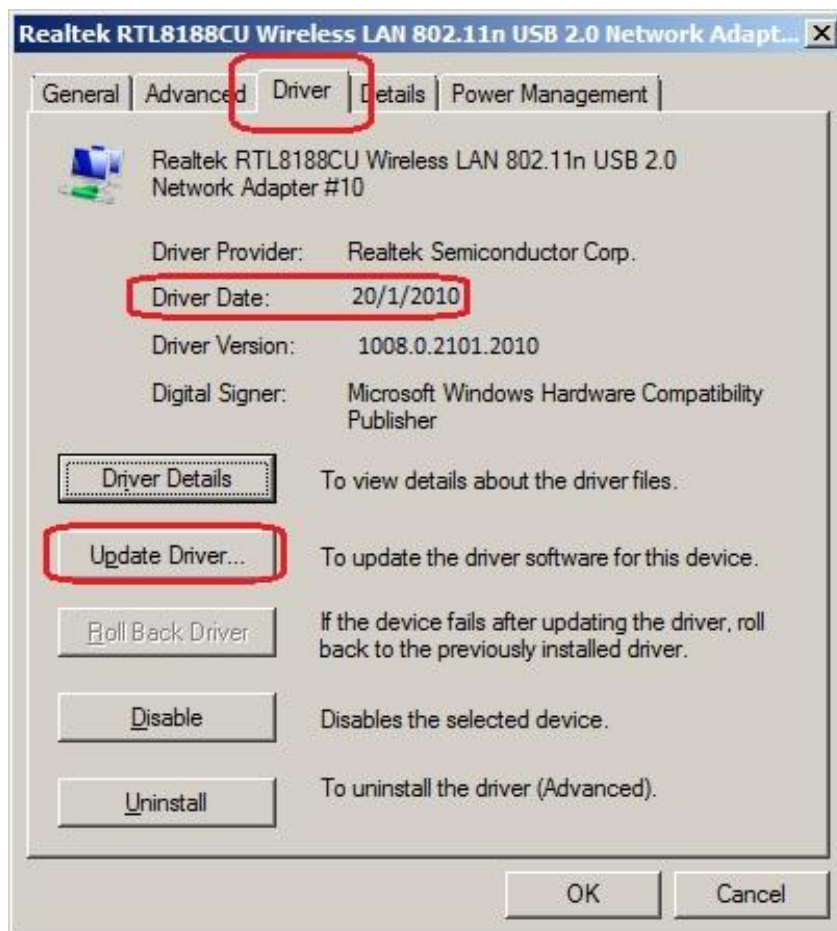 Realtek RTL8188CU Wireless LAN 802.11n USB 2.0 Network Adapt...
General Advanced Driver Details Power Management
Realtek RTL8188CU Wireless LAN 802.11n USB 2.0
Network Adapter #10
Driver Provider: Realtek Semiconductor Corp.
Driver Date: 20/1/2010
Driver Version: 1008.0.2101.2010
Digital Signer: Microsoft Windows Hardware Compatibility
Publisher
Driver Details To view details about the driver files.
Update Driver... To update the driver software for this device.
Roll Back Driver If the device fails after updating the driver, roll
back to the previously installed driver.
Disable Disables the selected device.
Uninstall To uninstall the driver (Advanced).
OK Cancel